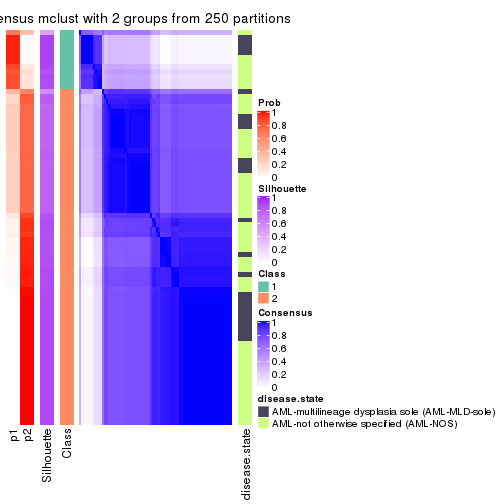 ensus mclust with 2 groups from 250 partitions
Prob
1
0.8
0.6
0.4
0.2
0
Silhouette
1
0.8
0.6
0.4
0.2
0
Class
1
2
Consensus
1
0.8
0.6
0.4
0.2
0
disease.state
AML-multilineage dysplasia sole (AML-MLD-sole)
AML-not otherwise specified (AML-NOS)
p1
p2
Silhouette
Class
disease.state